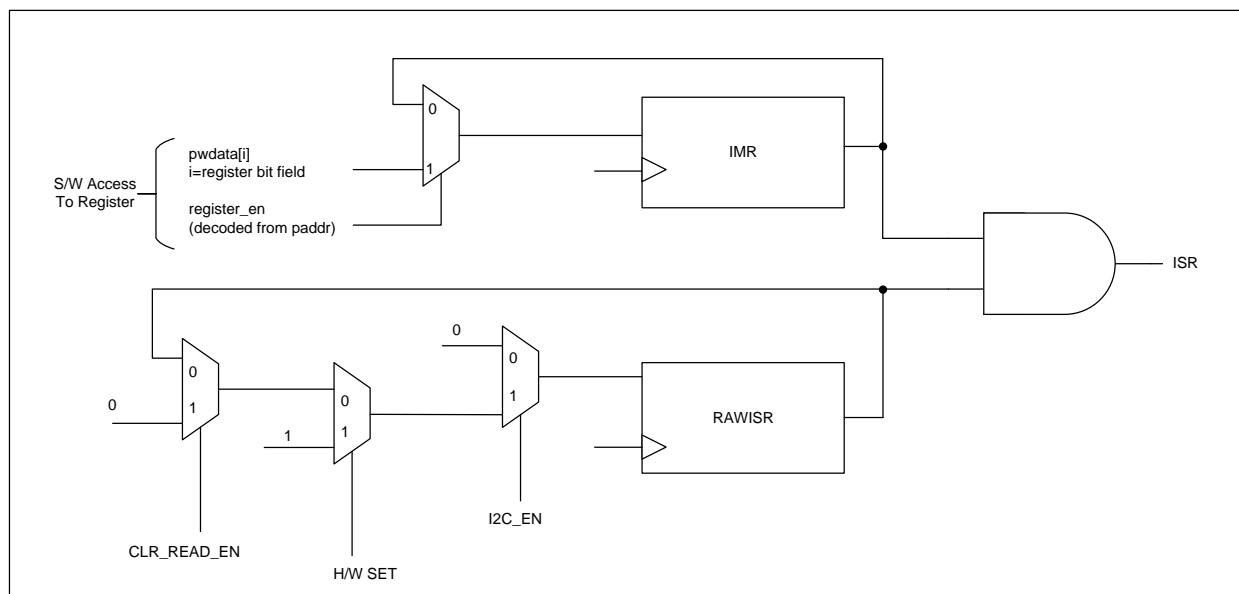 0
IMR
pwdata[i]
i=register bit field
1
S/W Access
To Register
register_en
(decoded from paddr)
ISR
0
0
0
0
1
0
1
1
1
RAWISR
I2C_EN
CLR_READ_EN
H/W SET